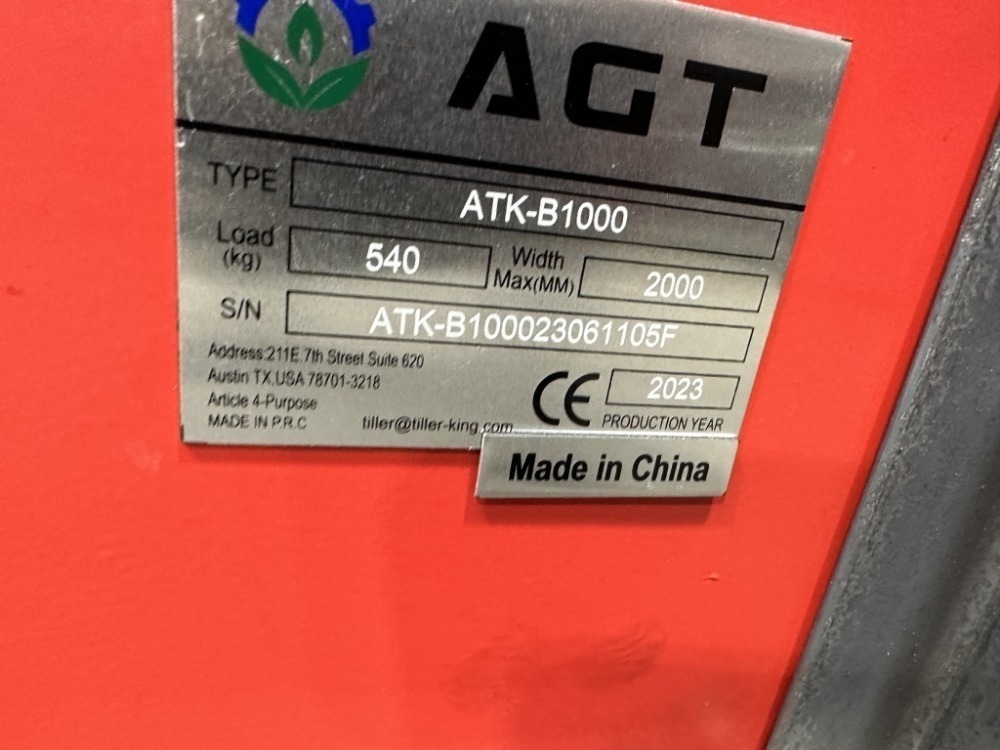 AGT
TYPE ATK-B1000
Load (kg) 540 Width Max(MM) 2000
S/N ATK-B100023061105F
Address:211E.7th Street Suite 620
Austin TX,USA 78701-3218
Article 4-Purpose
MADE IN P.R.C tiller@tiller-king.com
CE 2023
PRODUCTION YEAR
Made in China